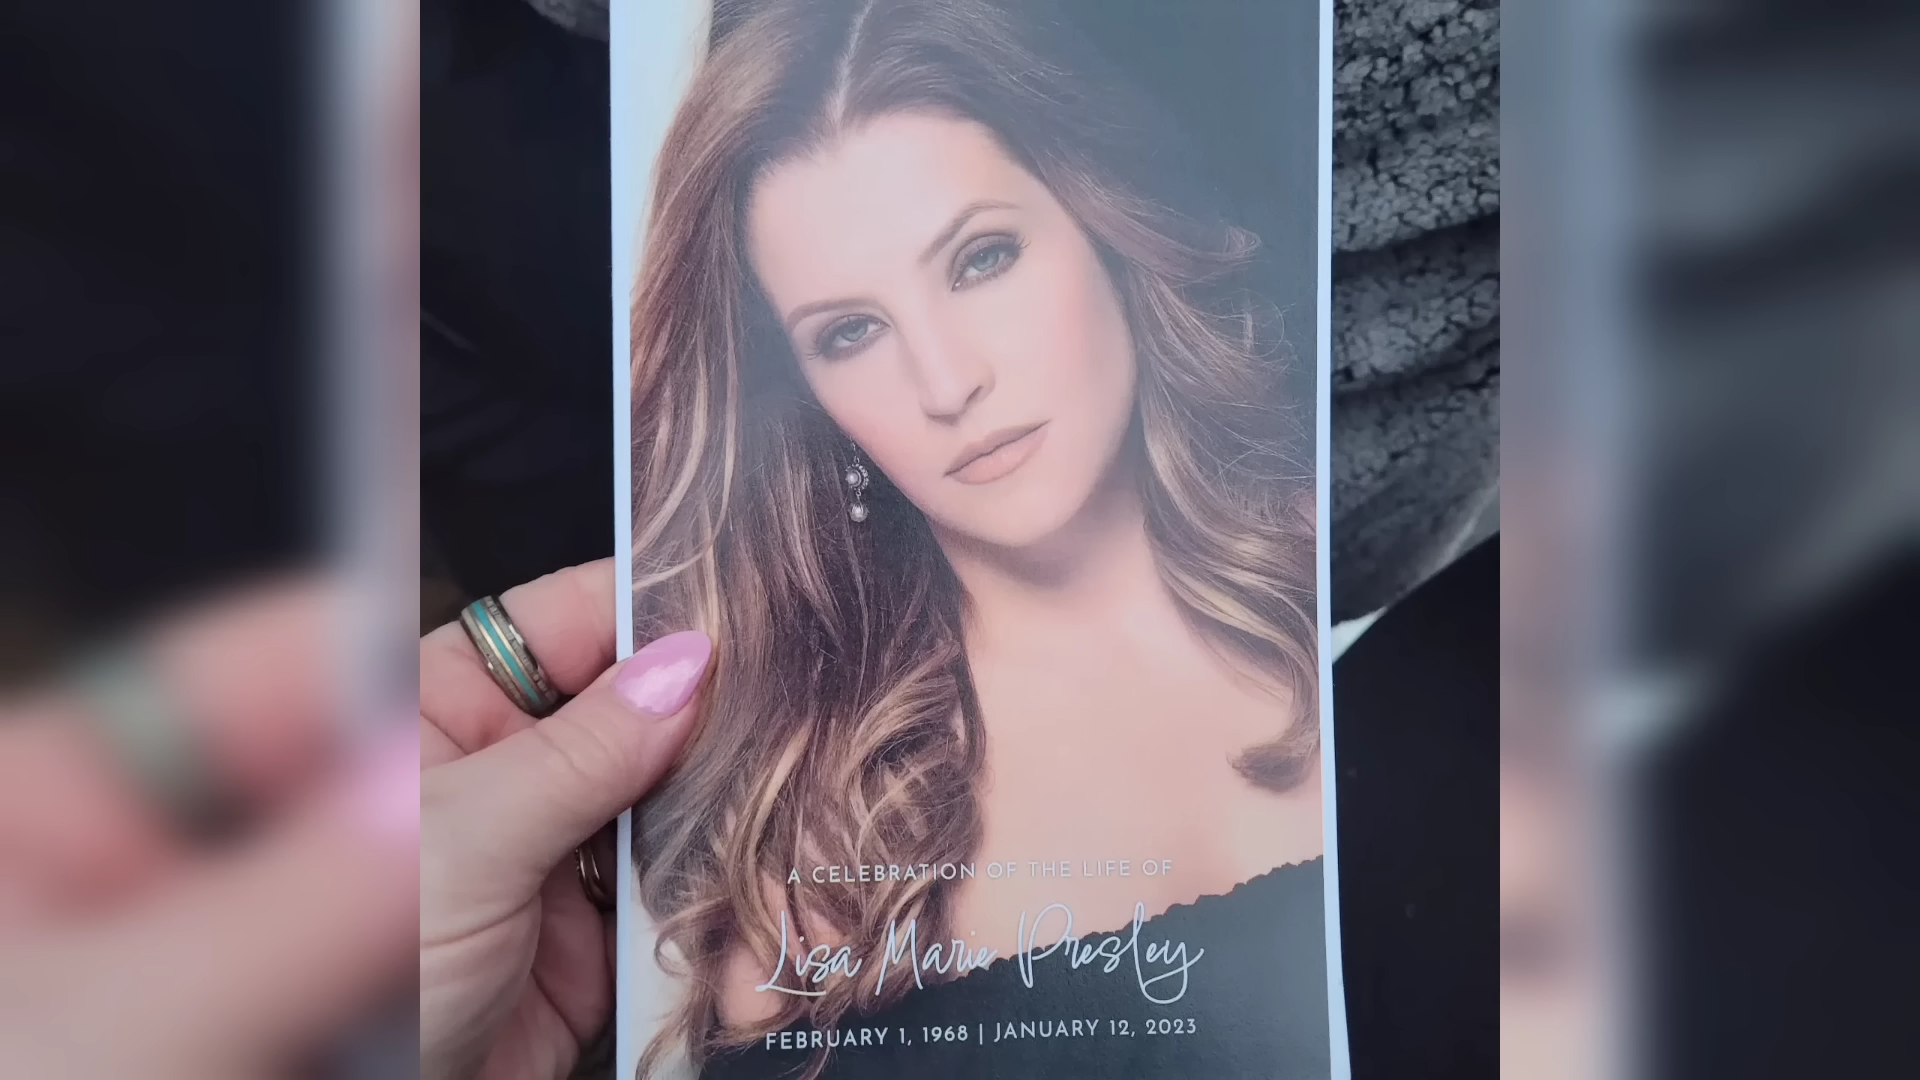 A CELEBRATION OF THE LIFE OF
Lisa Marie Presley
FEBRUARY 1, 1968 | JANUARY 12, 2023